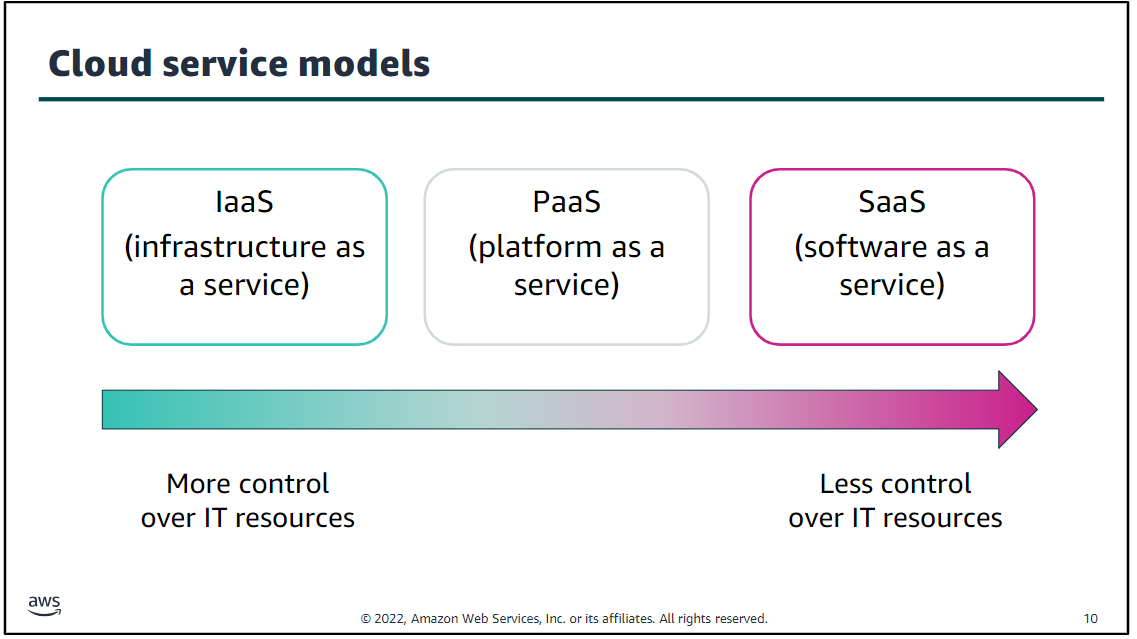 Cloud service models
IaaS
(infrastructure as
a service)
PaaS
(platform as a
service)
SaaS
(software as a
service)
More control
over IT resources
Less control
over IT resources
aws
© 2022, Amazon Web Services, Inc. or its affiliates. All rights reserved.
10